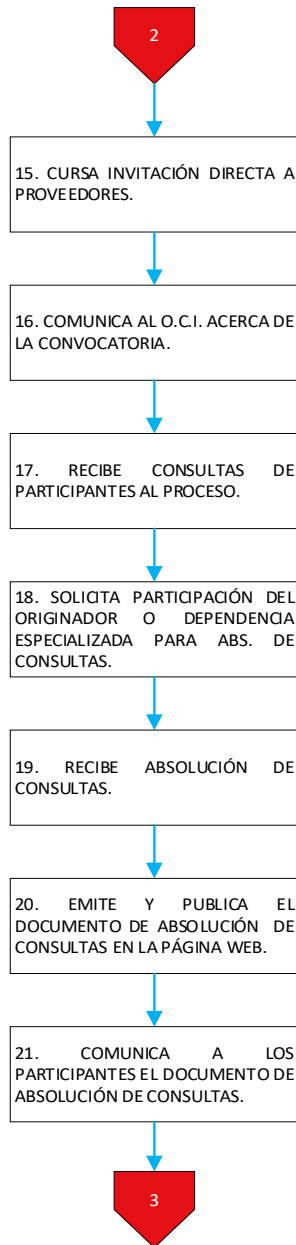 2
15. CURSA INVITACIÓN DIRECTA A
PROVEEDORES.
16. COMUNICA AL O.C.I. ACERCA DE
LA CONVOCATORIA.
17. RECIBE CONSULTAS DE
PARTICIPANTES AL PROCESO.
18. SOLICITA PARTICIPACIÓN DEL
ORIGINADOR O DEPENDENCIA
ESPECIALIZADA PARA ABS. DE
CONSULTAS.
19. RECIBE ABSOLUCIÓN DE
CONSULTAS.
20. EMITE Y PUBLICA EL
DOCUMENTO DE ABSOLUCIÓN DE
CONSULTAS EN LA PÁGINA WEB.
21. COMUNICA A LOS
PARTICIPANTES EL DOCUMENTO DE
ABSOLUCIÓN DE CONSULTAS.
3